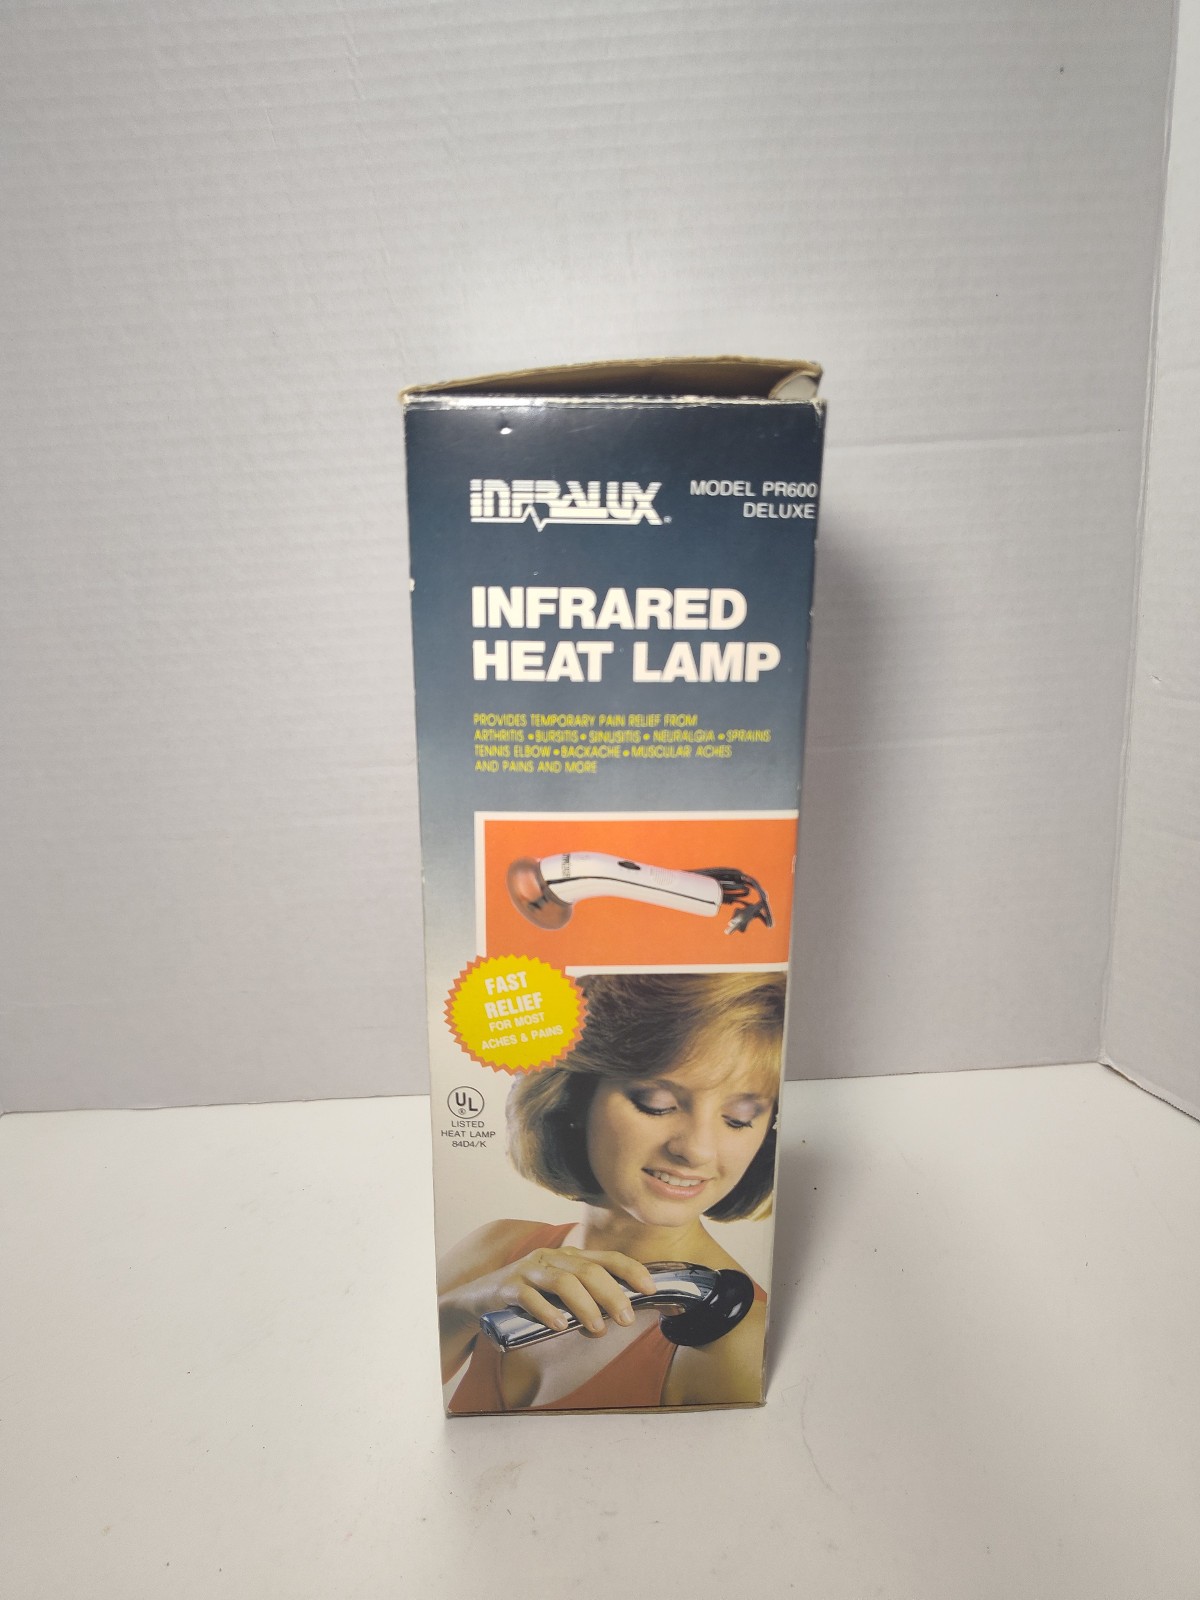 INFRALUX®
MODEL PR600
DELUXE
INFRARED
HEAT LAMP
PROVIDES TEMPORARY PAIN RELIEF FROM
ARTHRITIS • BURSITIS • SINUSITIS • NEURALGIA • SPRAINS
TENNIS ELBOW • BACKACHE • MUSCULAR ACHES
AND PAINS AND MORE
FAST
RELIEF
FOR MOST
ACHES & PAINS
UL®
LISTED
HEAT LAMP
84D4/K